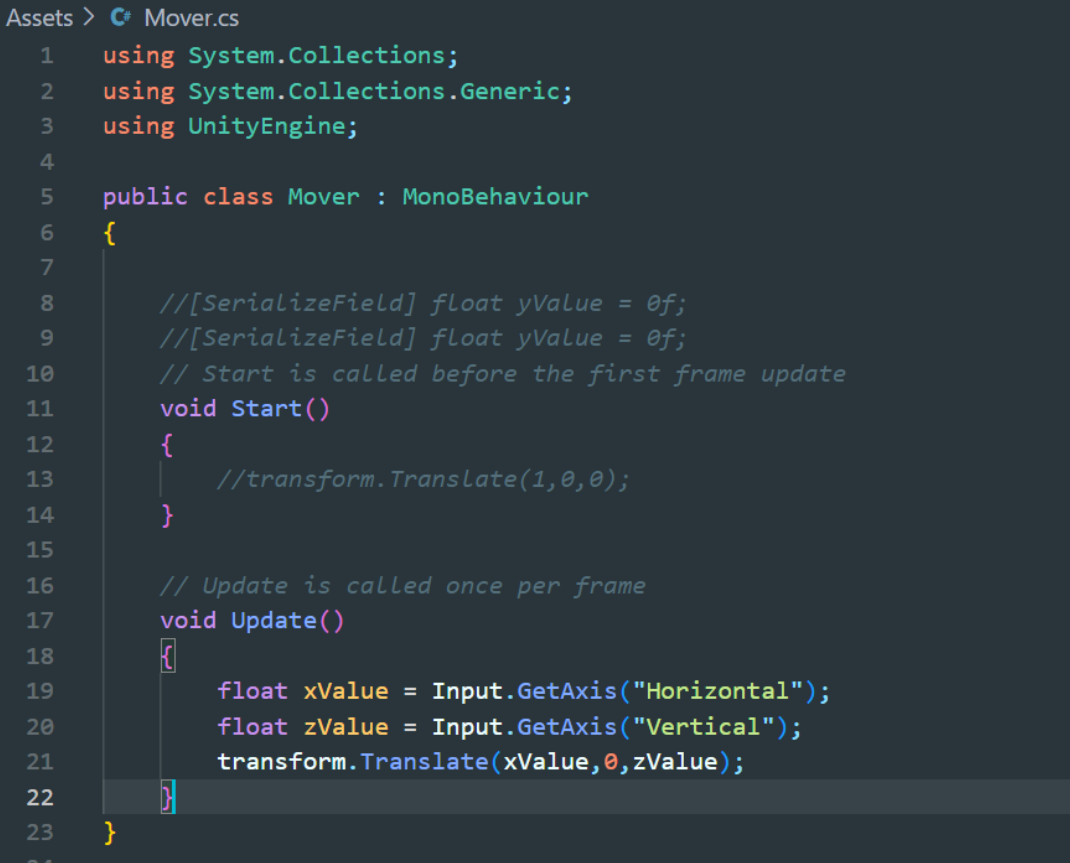 Assets > C# Mover.cs
1 using System.Collections;
2 using System.Collections.Generic;
3 using UnityEngine;
4
5 public class Mover : MonoBehaviour
6 {
7
8 //[SerializeField] float yValue = 0f;
9 //[SerializeField] float yValue = 0f;
10 // Start is called before the first frame update
11 void Start()
12 {
13 //transform.Translate(1,0,0);
14 }
15
16 // Update is called once per frame
17 void Update()
18 {
19 float xValue = Input.GetAxis("Horizontal");
20 float zValue = Input.GetAxis("Vertical");
21 transform.Translate(xValue,0,zValue);
22 }
23 }